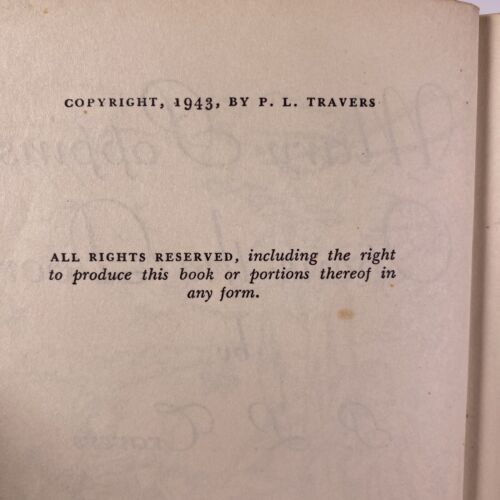 COPYRIGHT, 1943, BY P. L. TRAVERS
ALL RIGHTS RESERVED, including the right
to produce this book or portions thereof in
any form.